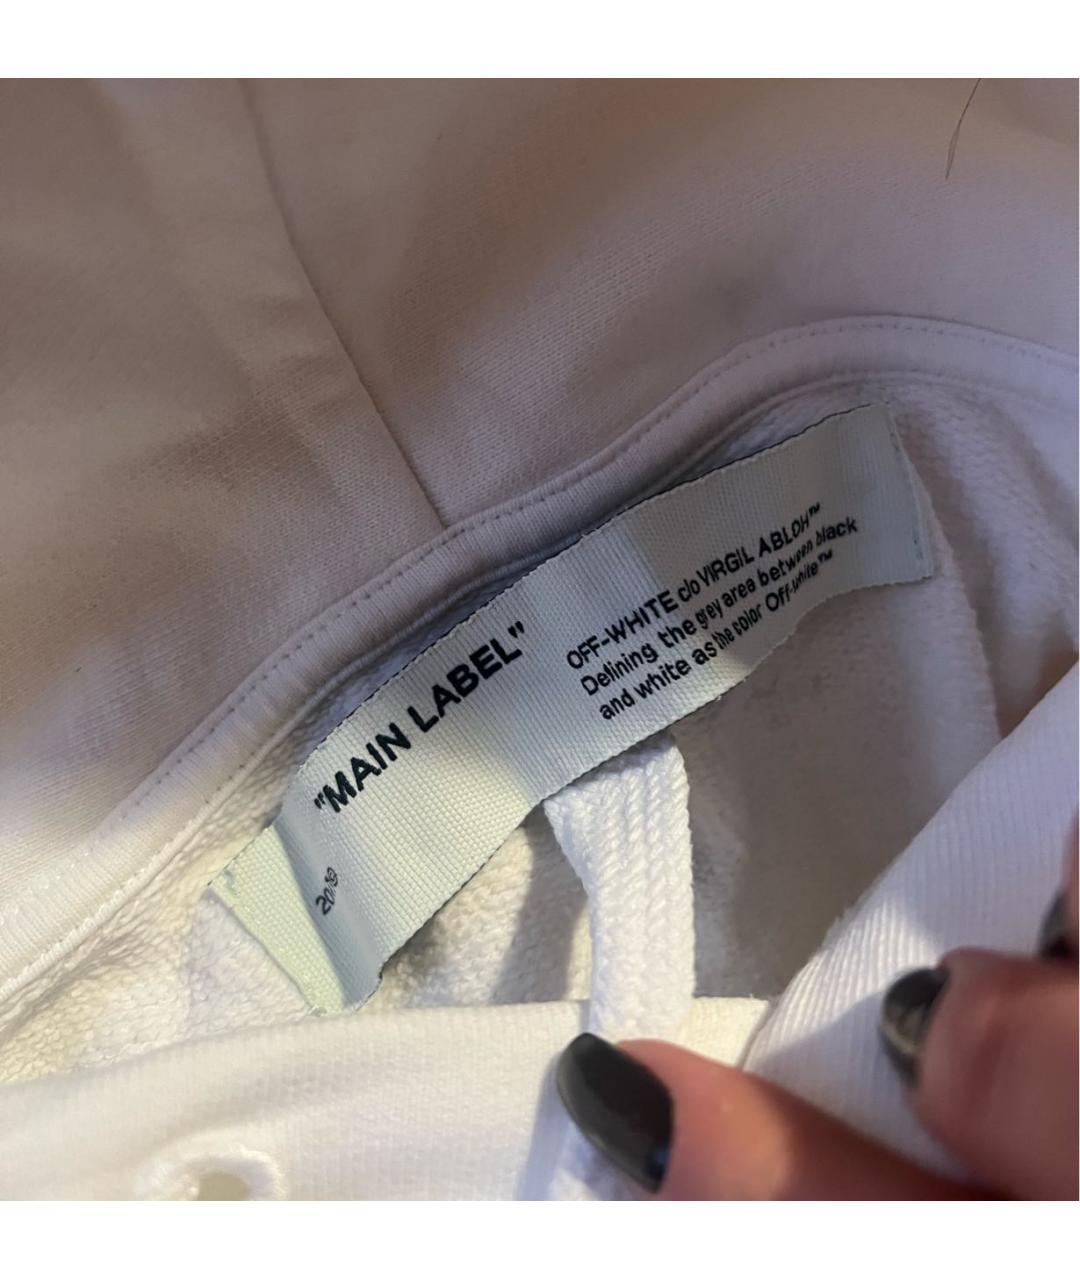 "MAIN LABEL"
OFF-WHITE c/o VIRGIL ABLOH™
Defining the grey area between black
and white as the color Off-white™